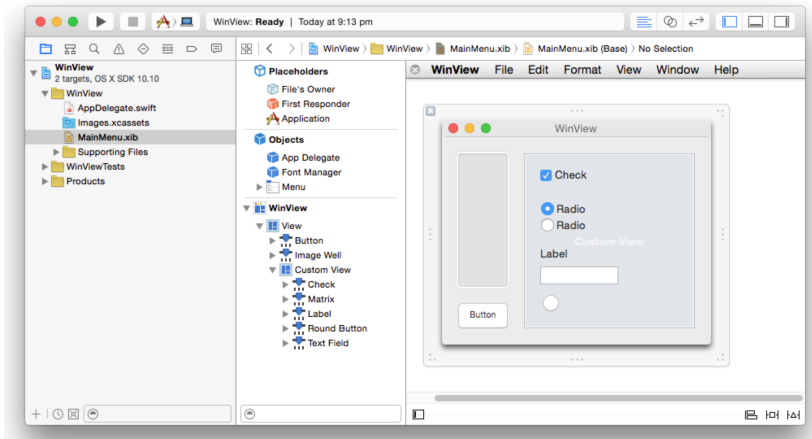 WinView: Ready | Today at 9:13 pm
WinView
WinView
MainMenu.xib
MainMenu.xib (Base)
No Selection
WinView
2 targets, OS X SDK 10.10
WinView
AppDelegate.swift
Images.xcassets
MainMenu.xib
Supporting Files
WinViewTests
Products
Placeholders
File's Owner
First Responder
Application
Objects
App Delegate
Font Manager
Menu
WinView
View
Button
Image Well
Custom View
Check
Matrix
Label
Round Button
Text Field
WinView File Edit Format View Window Help
WinView
Check
Radio
Radio
Custom View
Label
Button